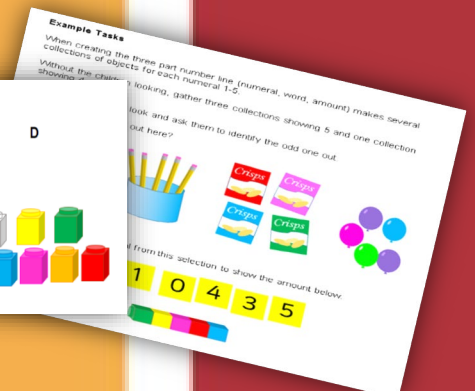 Example Tasks
When creating the three part number line (numeral, word, amount) makes several
collections of objects for each numeral 1-5.
Without the looking, gather three collections showing 5 and one collection
showing
look and ask them to identify the odd one out.
out here?
D
Crisps
Crisps
Crisps
Crisps
from this selection to show the amount below.
1 0 4 3 5